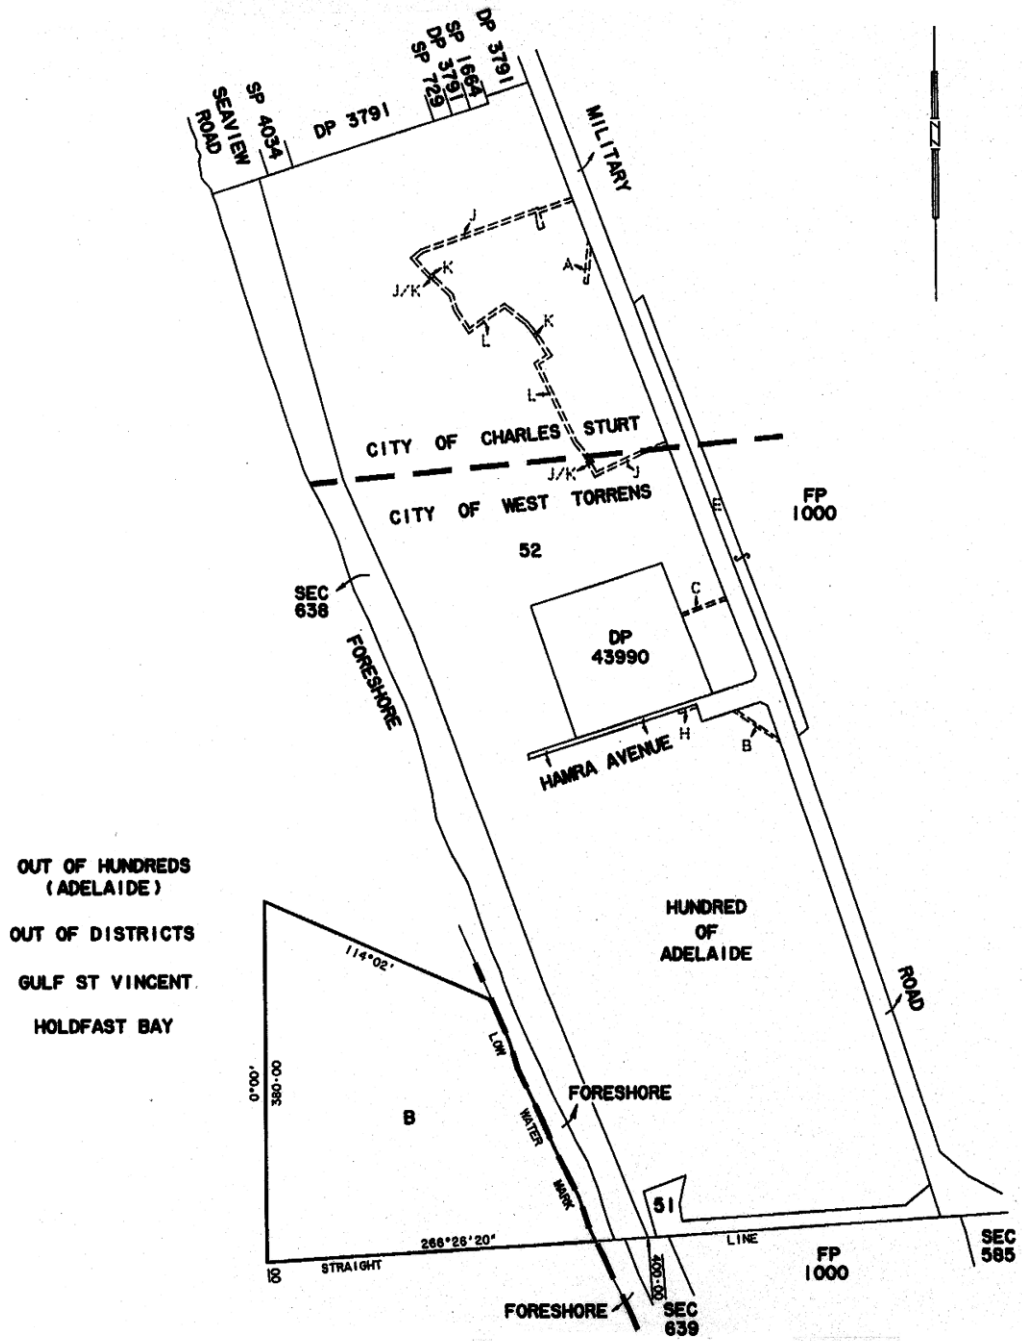 DP 3791
SP 1664
DP 3791
SP 729
DP 3791
SP 4034
SEAVIEW
ROAD
MILITARY
N
J
L
A
K
J/K
L
K
L
CITY OF CHARLES STURT
J/K
J
CITY OF WEST TORRENS
E
FP
1000
52
SEC
638
C
DP
43990
FORESHORE
H
B
HAMRA AVENUE
OUT OF HUNDREDS
(ADELAIDE)
OUT OF DISTRICTS
GULF ST VINCENT
HOLDFAST BAY
HUNDRED
OF
ADELAIDE
114°02'
LOW
WATER
MARK
ROAD
0°00'
380·00
B
FORESHORE
51
266°26'20"
STRAIGHT
LINE
400·00
FP
1000
SEC
585
FORESHORE
SEC
639